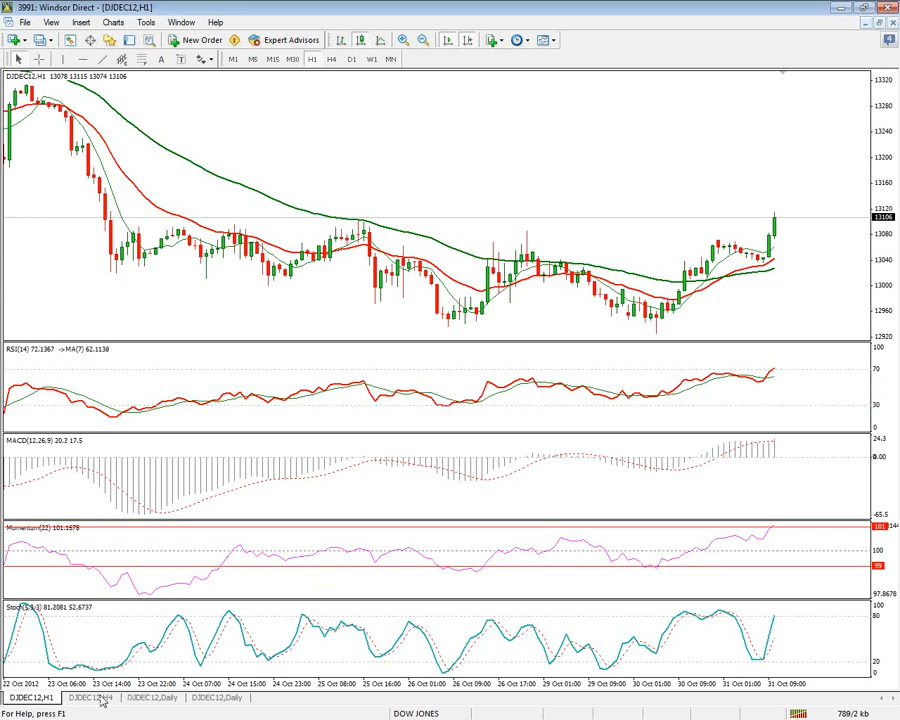 3991: Windsor Direct - [DJDEC12,H1]
File View Insert Charts Tools Window Help
New Order Expert Advisors
A T M1 M5 M15 M30 H1 H4 D1 W1 MN
DJDEC12,H1 13078 13115 13074 13106
13320
13280
13240
13200
13160
13120
13106
13080
13040
13000
12960
12920
RSI(14) 72.1367 ->MA(7) 62.1130
100
70
30
0
MACD(12,26,9) 20.2 17.5
24.3
0.00
-65.5
Momentum(22) 101.1678
101
100
99
97.8678
Stoch(5,3,3) 81.2081 52.6737
100
80
20
22 Oct 2012 23 Oct 06:00 23 Oct 14:00 23 Oct 22:00 24 Oct 07:00 24 Oct 15:00 24 Oct 23:00 25 Oct 08:00 25 Oct 16:00 26 Oct 01:00 26 Oct 09:00 26 Oct 17:00 29 Oct 01:00 29 Oct 09:00 30 Oct 01:00 30 Oct 09:00 31 Oct 01:00 31 Oct 09:00
DJDEC12,H1 DJDEC12,H4 DJDEC12,Daily DJDEC12,Daily
For Help, press F1 DOW JONES 789/2 kb